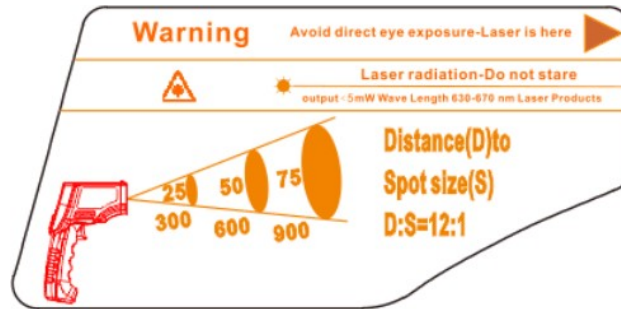 Warning Avoid direct eye exposure-Laser is here
Laser radiation-Do not stare
output<5mW Wave Length 630-670 nm Laser Products
Distance(D)to
Spot size(S)
D:S=12:1
25 50 75
300 600 900